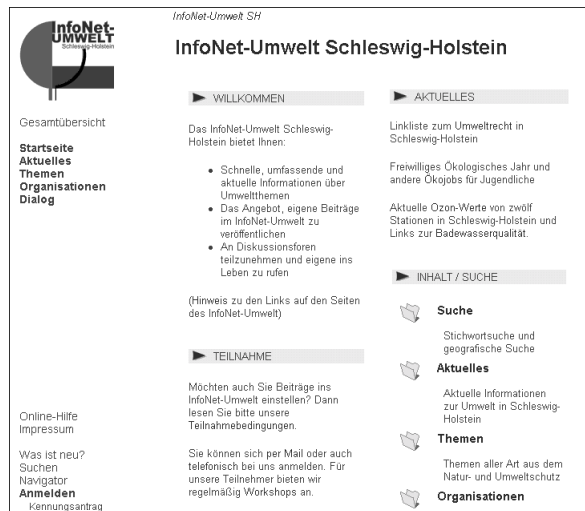 InfoNet-
UMWELT
Schleswig-Holstein
Gesamtübersicht
Startseite
Aktuelles
Themen
Organisationen
Dialog
Online-Hilfe
Impressum
Was ist neu?
Suchen
Navigator
Anmelden
Kennungsantrag
InfoNet-Umwelt SH
InfoNet-Umwelt Schleswig-Holstein
WILLKOMMEN
Das InfoNet-Umwelt Schleswig-
Holstein bietet Ihnen:
• Schnelle, umfassende und
aktuelle Informationen über
Umweltthemen
• Das Angebot, eigene Beiträge
im InfoNet-Umwelt zu
veröffentlichen
• An Diskussionsforen
teilzunehmen und eigene ins
Leben zu rufen
(Hinweis zu den Links auf den Seiten
des InfoNet-Umwelt)
TEILNAHME
Möchten auch Sie Beiträge ins
InfoNet-Umwelt einstellen? Dann
lesen Sie bitte unsere
Teilnahmebedingungen.
Sie können sich per Mail oder auch
telefonisch bei uns anmelden. Für
unsere Teilnehmer bieten wir
regelmäßig Workshops an.
AKTUELLES
Linkliste zum Umweltrecht in
Schleswig-Holstein
Freiwilliges Ökologisches Jahr und
andere Ökojobs für Jugendliche
Aktuelle Ozon-Werte von zwölf
Stationen in Schleswig-Holstein und
Links zur Badewasserqualität.
INHALT / SUCHE
Suche
Stichwortsuche und
geografische Suche
Aktuelles
Aktuelle Informationen
zur Umwelt in Schleswig-
Holstein
Themen
Themen aller Art aus dem
Natur- und Umweltschutz
Organisationen